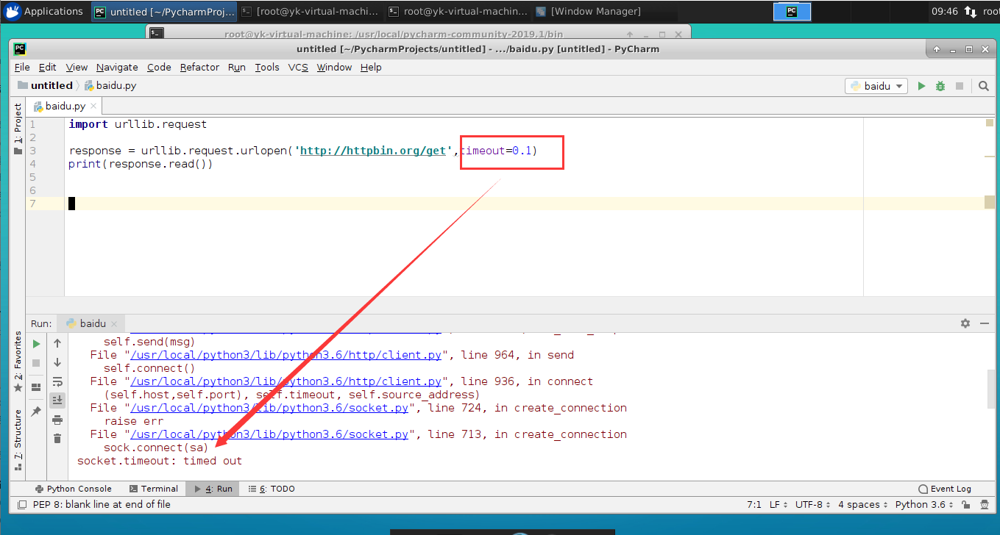 Applications
untitled [~/PycharmProj...
[root@yk-virtual-machi...
root@yk-virtual-machin...
[Window Manager]
09:46
root
root@yk-virtual-machine: /usr/local/pycharm-community-2019.1/bin
untitled [~/PycharmProjects/untitled] - .../baidu.py [untitled] - PyCharm
File Edit View Navigate Code Refactor Run Tools VCS Window Help
untitled baidu.py
baidu
baidu.py
1: Project
1 import urllib.request
2
3 response = urllib.request.urlopen('http://httpbin.org/get',timeout=0.1)
4 print(response.read())
5
6
7
Run: baidu
self.send(msg)
File "/usr/local/python3/lib/python3.6/http/client.py", line 964, in send
self.connect()
File "/usr/local/python3/lib/python3.6/http/client.py", line 936, in connect
(self.host,self.port), self.timeout, self.source_address)
File "/usr/local/python3/lib/python3.6/socket.py", line 724, in create_connection
raise err
File "/usr/local/python3/lib/python3.6/socket.py", line 713, in create_connection
sock.connect(sa)
socket.timeout: timed out
2: Favorites
7: Structure
Python Console Terminal 4: Run 6: TODO Event Log
PEP 8: blank line at end of file 7:1 LF UTF-8 4 spaces Python 3.6